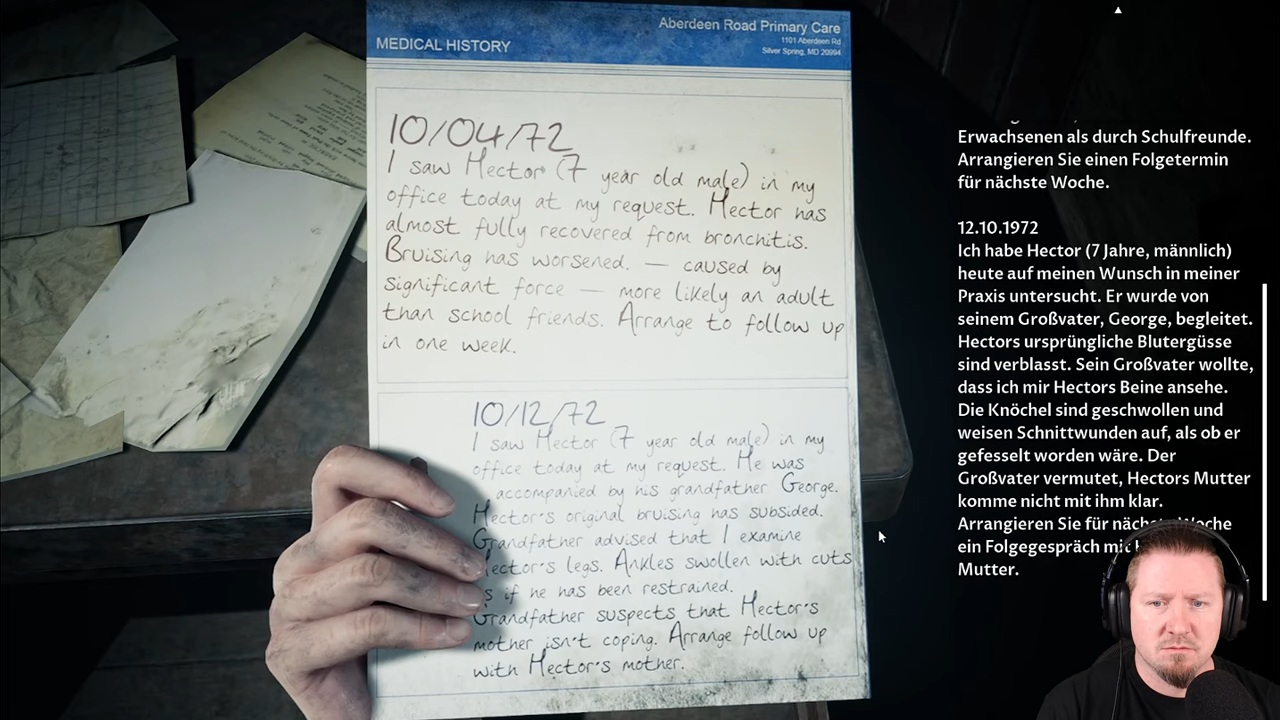 MEDICAL HISTORY
Aberdeen Road Primary Care
1101 Aberdeen Rd
Silver Spring, MD 20994
10/04/72
I saw Hector (7 year old male) in my
office today at my request. Hector has
almost fully recovered from bronchitis.
Bruising has worsened. — caused by
significant force — more likely an adult
than school friends. Arrange to follow up
in one week.
10/12/72
I saw Hector (7 year old male) in my
office today at my request. He was
accompanied by his grandfather George.
Hector's original bruising has subsided.
Grandfather advised that I examine
Hector's legs. Ankles swollen with cuts
as if he has been restrained.
Grandfather suspects that Hector's
mother isn't coping. Arrange follow up
with Hector's mother.
Erwachsenen als durch Schulfreunde.
Arrangieren Sie einen Folgetermin
für nächste Woche.
12.10.1972
Ich habe Hector (7 Jahre, männlich)
heute auf meinen Wunsch in meiner
Praxis untersucht. Er wurde von
seinem Großvater, George, begleitet.
Hectors ursprüngliche Blutergüsse
sind verblasst. Sein Großvater wollte,
dass ich mir Hectors Beine ansehe.
Die Knöchel sind geschwollen und
weisen Schnittwunden auf, als ob er
gefesselt worden wäre. Der
Großvater vermutet, Hectors Mutter
komme nicht mit ihm klar.
Arrangieren Sie für nächste Woche
ein Folgegespräch mit
Mutter.